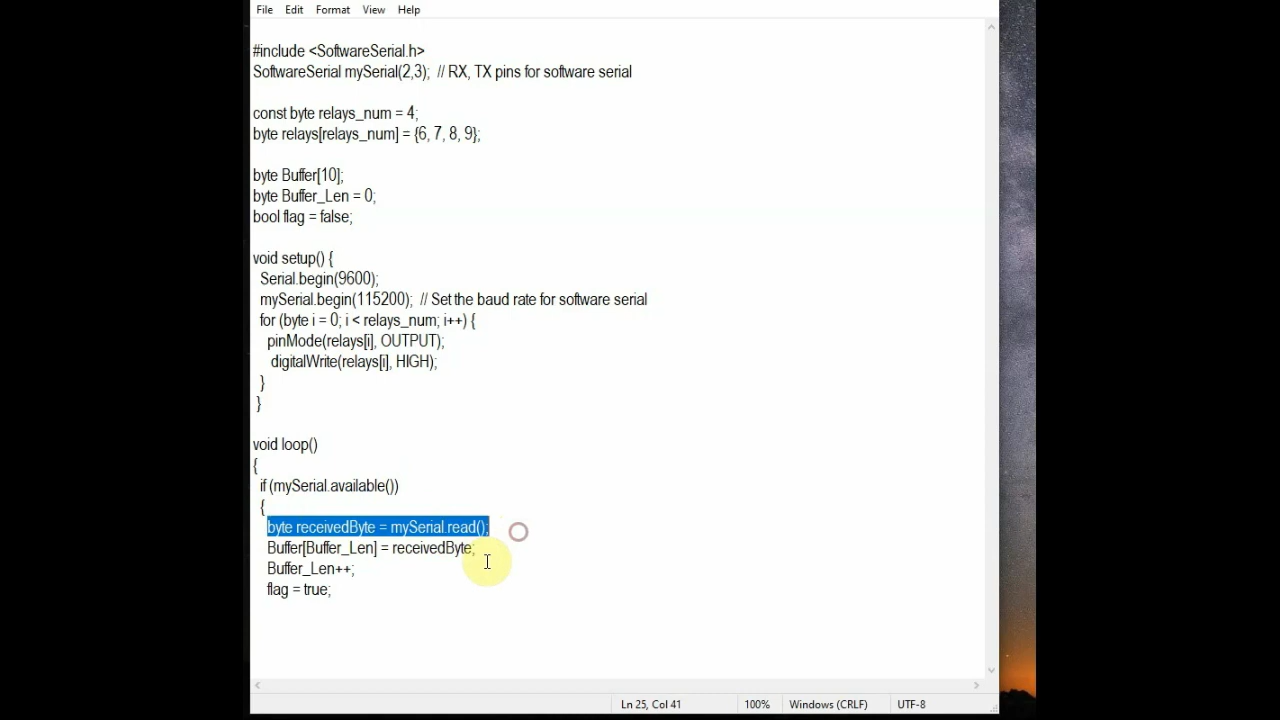 File Edit Format View Help
#include <SoftwareSerial.h>
SoftwareSerial mySerial(2,3); // RX, TX pins for software serial
const byte relays_num = 4;
byte relays[relays_num] = {6, 7, 8, 9};
byte Buffer[10];
byte Buffer_Len = 0;
bool flag = false;
void setup() {
Serial.begin(9600);
mySerial.begin(115200); // Set the baud rate for software serial
for (byte i = 0; i < relays_num; i++) {
pinMode(relays[i], OUTPUT);
digitalWrite(relays[i], HIGH);
}
}
void loop()
{
if (mySerial.available())
{
byte receivedByte = mySerial.read();
Buffer[Buffer_Len] = receivedByte;
Buffer_Len++;
flag = true;
Ln 25, Col 41 100% Windows (CRLF) UTF-8